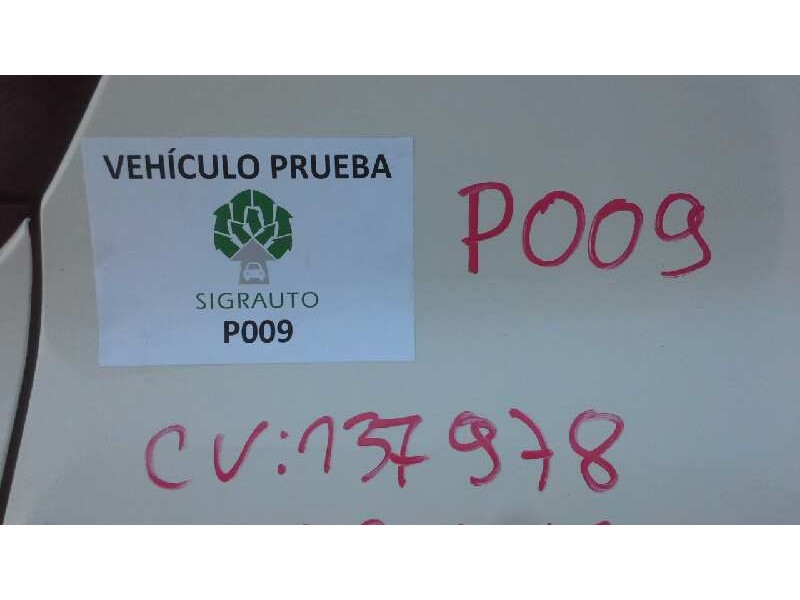 VEHÍCULO PRUEBA
SIGRAUTO
P009
P009
CV:137978